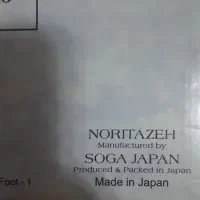 NORITAZEH
Manufactured by
SOGA JAPAN
Produced & Packed in Japan
Foot - 1
Made in Japan